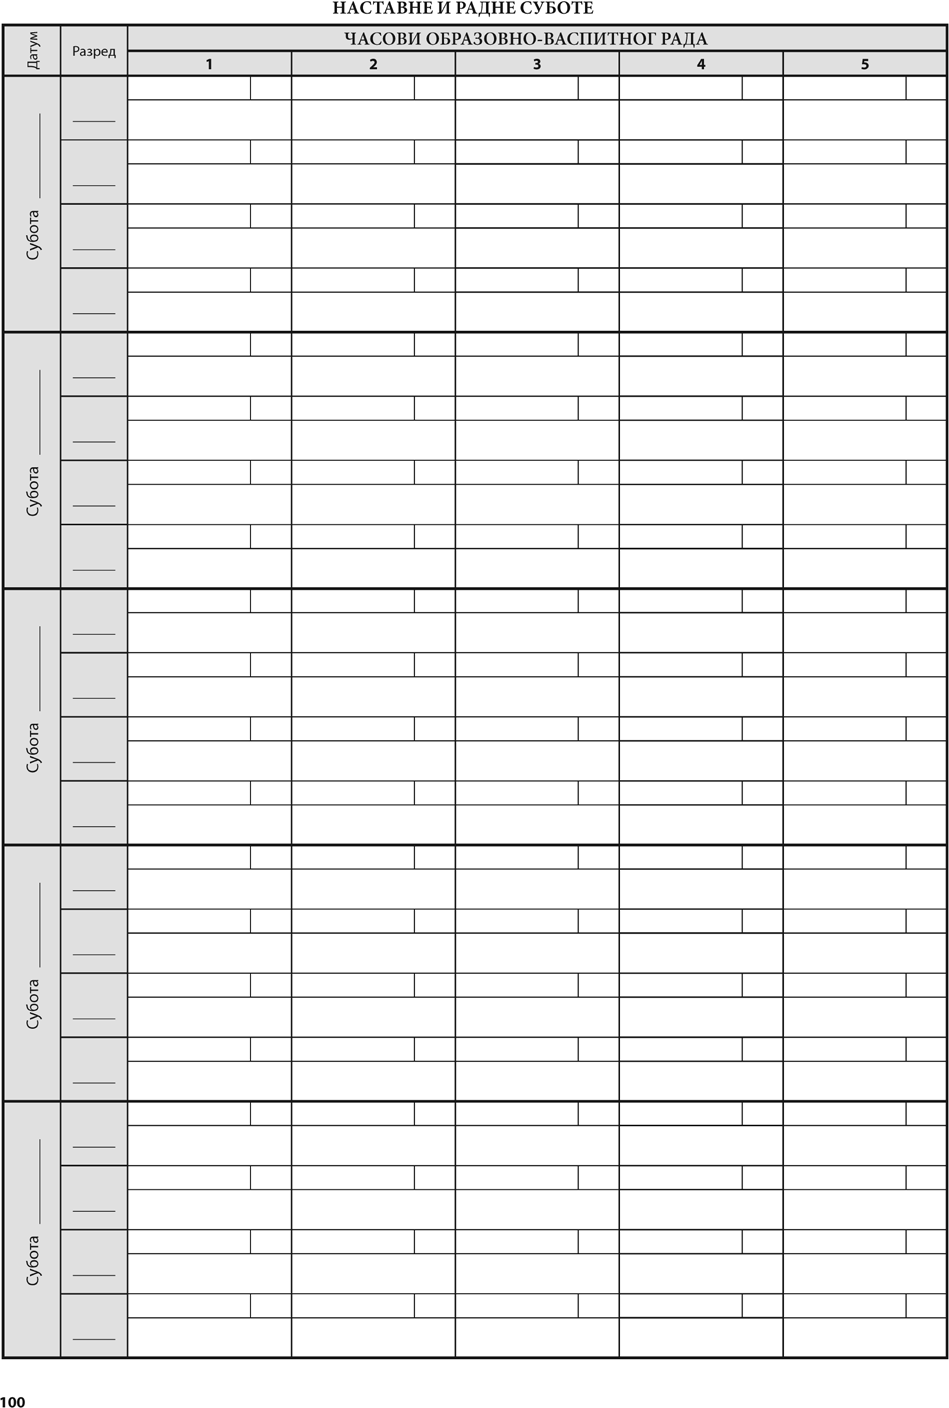 НАСТАВНЕ И РАДНЕ СУБОТЕ
Датум
Разред
ЧАСОВИ ОБРАЗОВНО-ВАСПИТНОГ РАДА
1 2 3 4 5
Субота
Субота
Субота
Субота
Субота
100